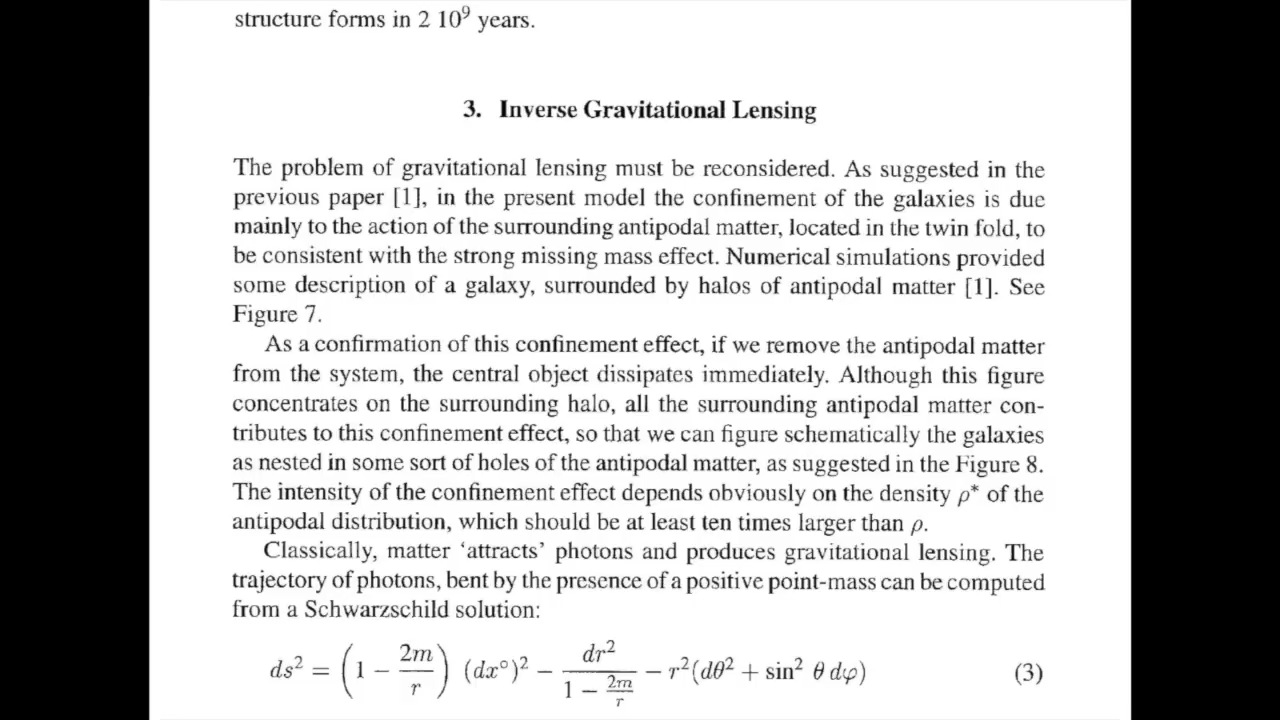 structure forms in 2 10⁹ years.
3. Inverse Gravitational Lensing
The problem of gravitational lensing must be reconsidered. As suggested in the
previous paper [1], in the present model the confinement of the galaxies is due
mainly to the action of the surrounding antipodal matter, located in the twin fold, to
be consistent with the strong missing mass effect. Numerical simulations provided
some description of a galaxy, surrounded by halos of antipodal matter [1]. See
Figure 7.
As a confirmation of this confinement effect, if we remove the antipodal matter
from the system, the central object dissipates immediately. Although this figure
concentrates on the surrounding halo, all the surrounding antipodal matter con-
tributes to this confinement effect, so that we can figure schematically the galaxies
as nested in some sort of holes of the antipodal matter, as suggested in the Figure 8.
The intensity of the confinement effect depends obviously on the density ρ* of the
antipodal distribution, which should be at least ten times larger than ρ.
Classically, matter ‘attracts’ photons and produces gravitational lensing. The
trajectory of photons, bent by the presence of a positive point-mass can be computed
from a Schwarzschild solution:
ds² = (1 − 2m/r) (dx°)² − dr²/(1 − 2m/r) − r²(dθ² + sin² θ dφ) (3)